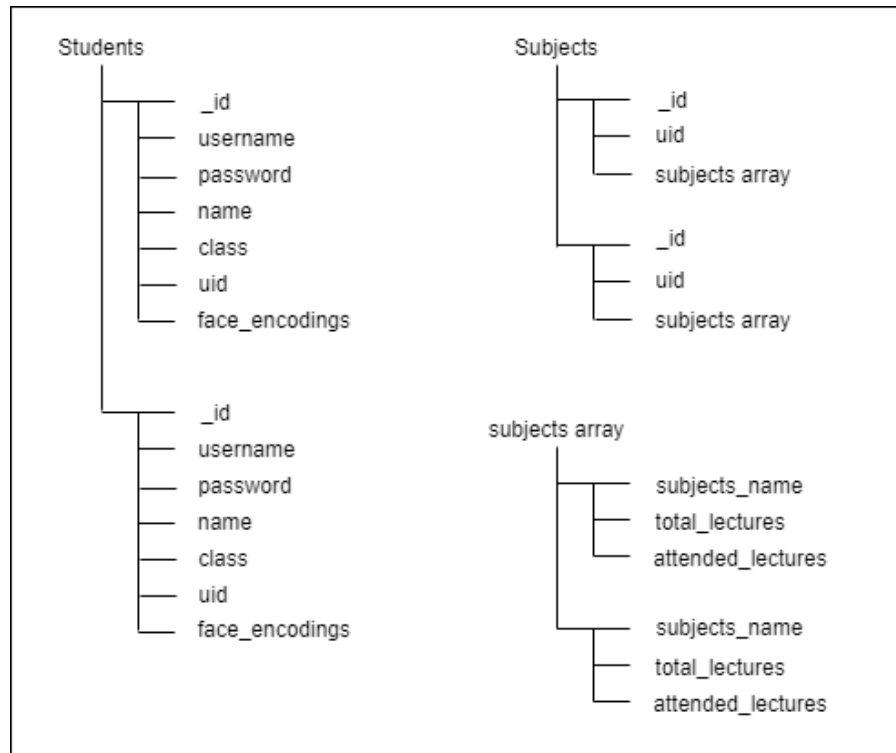 Students
_id
username
password
name
class
uid
face_encodings
_id
username
password
name
class
uid
face_encodings
Subjects
_id
uid
subjects array
_id
uid
subjects array
subjects array
subjects_name
total_lectures
attended_lectures
subjects_name
total_lectures
attended_lectures